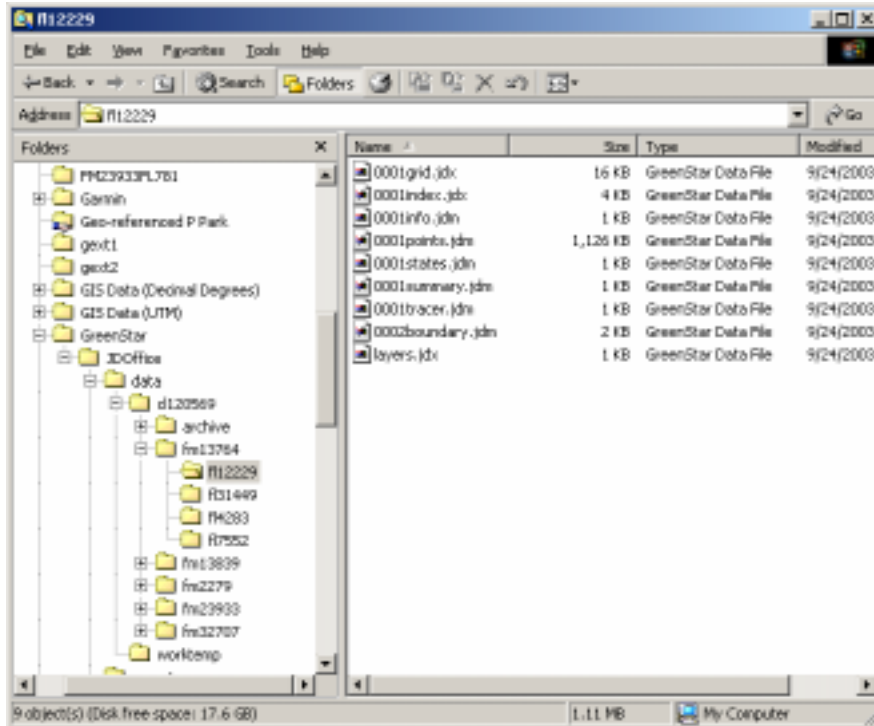 fl12229
File Edit View Favorites Tools Help
Back Search Folders
Address fl12229 Go
Folders
FM23933FL781
Garmin
Geo-referenced P Park
gext1
gext2
GIS Data (Decimal Degrees)
GIS Data (UTM)
GreenStar
JDOffice
data
d120569
archive
fm13764
fl12229
fl31449
fl4283
fl7552
fm13839
fm2279
fm23933
fm32707
worktemp
Name Size Type Modified
0001grid.jdx 16 KB GreenStar Data File 9/24/2003
0001index.jdx 4 KB GreenStar Data File 9/24/2003
0001info.jdm 1 KB GreenStar Data File 9/24/2003
0001points.jdm 1,126 KB GreenStar Data File 9/24/2003
0001states.jdm 1 KB GreenStar Data File 9/24/2003
0001summary.jdm 1 KB GreenStar Data File 9/24/2003
0001tracer.jdm 1 KB GreenStar Data File 9/24/2003
0002boundary.jdm 2 KB GreenStar Data File 9/24/2003
layers.jdx 1 KB GreenStar Data File 9/24/2003
9 object(s) (Disk free space: 17.6 GB) 1.11 MB My Computer